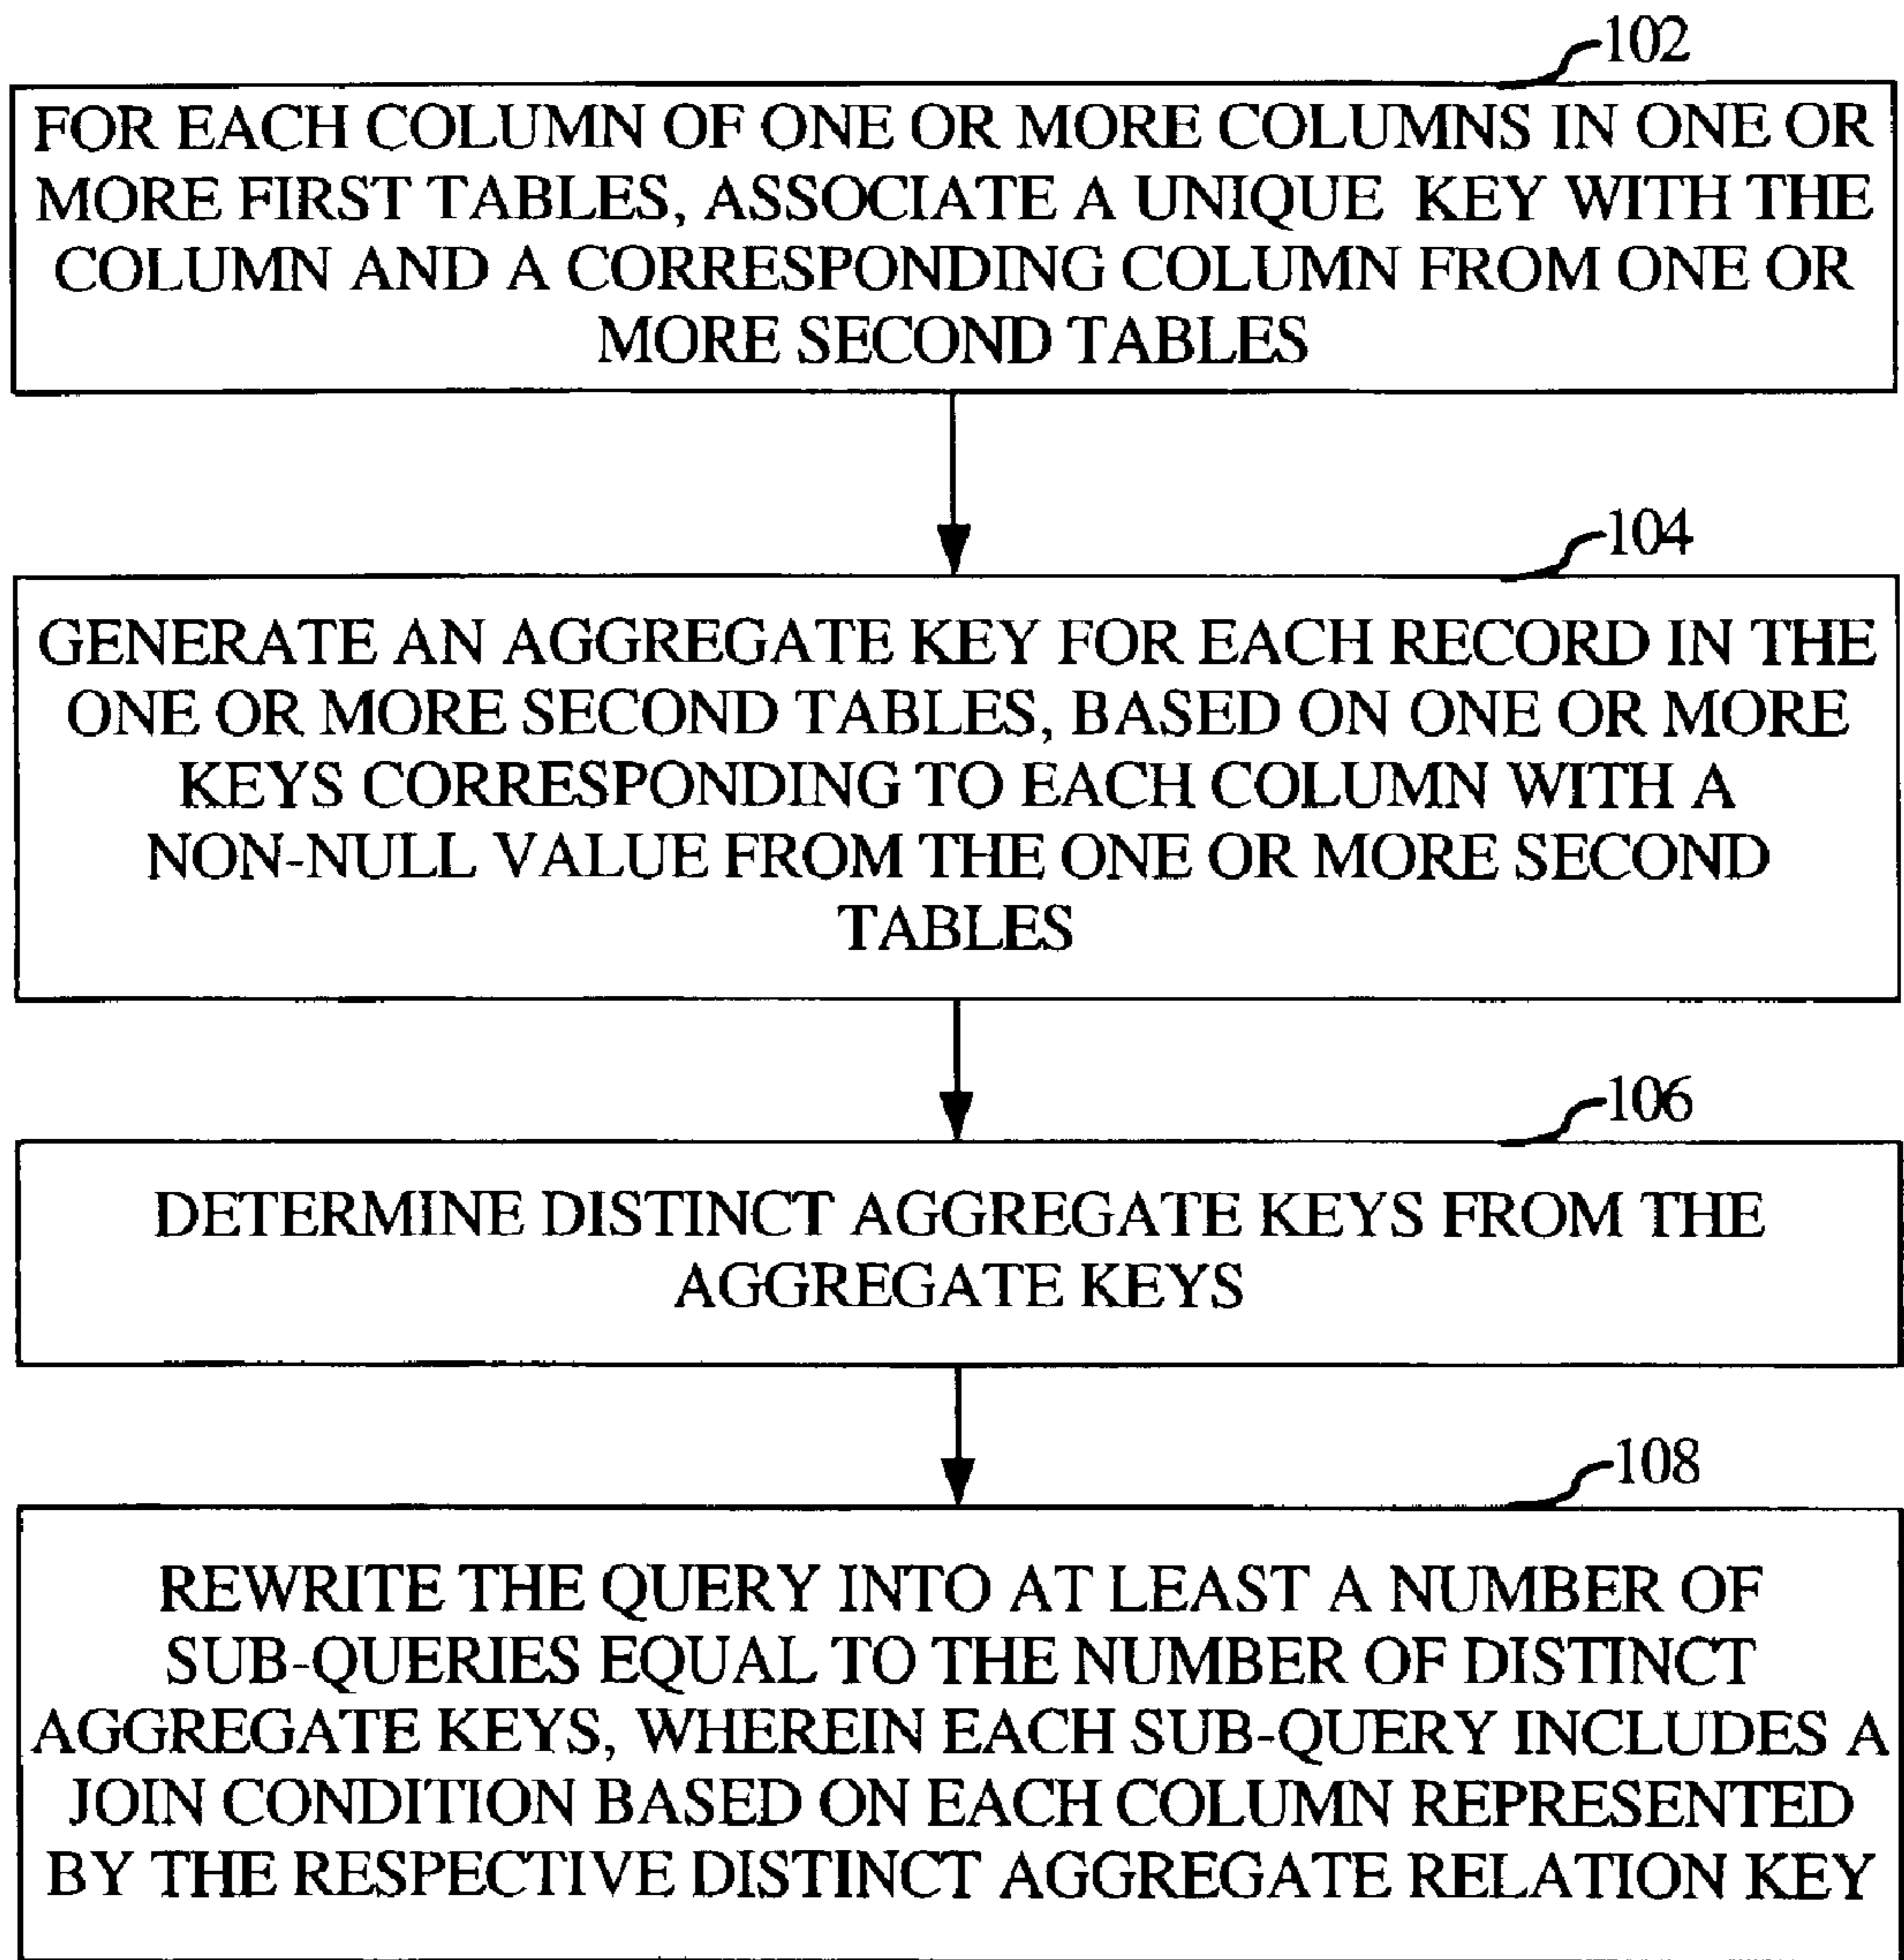 102
FOR EACH COLUMN OF ONE OR MORE COLUMNS IN ONE OR
MORE FIRST TABLES, ASSOCIATE A UNIQUE KEY WITH THE
COLUMN AND A CORRESPONDING COLUMN FROM ONE OR
MORE SECOND TABLES
104
GENERATE AN AGGREGATE KEY FOR EACH RECORD IN THE
ONE OR MORE SECOND TABLES, BASED ON ONE OR MORE
KEYS CORRESPONDING TO EACH COLUMN WITH A
NON-NULL VALUE FROM THE ONE OR MORE SECOND
TABLES
106
DETERMINE DISTINCT AGGREGATE KEYS FROM THE
AGGREGATE KEYS
108
REWRITE THE QUERY INTO AT LEAST A NUMBER OF
SUB-QUERIES EQUAL TO THE NUMBER OF DISTINCT
AGGREGATE KEYS, WHEREIN EACH SUB-QUERY INCLUDES A
JOIN CONDITION BASED ON EACH COLUMN REPRESENTED
BY THE RESPECTIVE DISTINCT AGGREGATE RELATION KEY